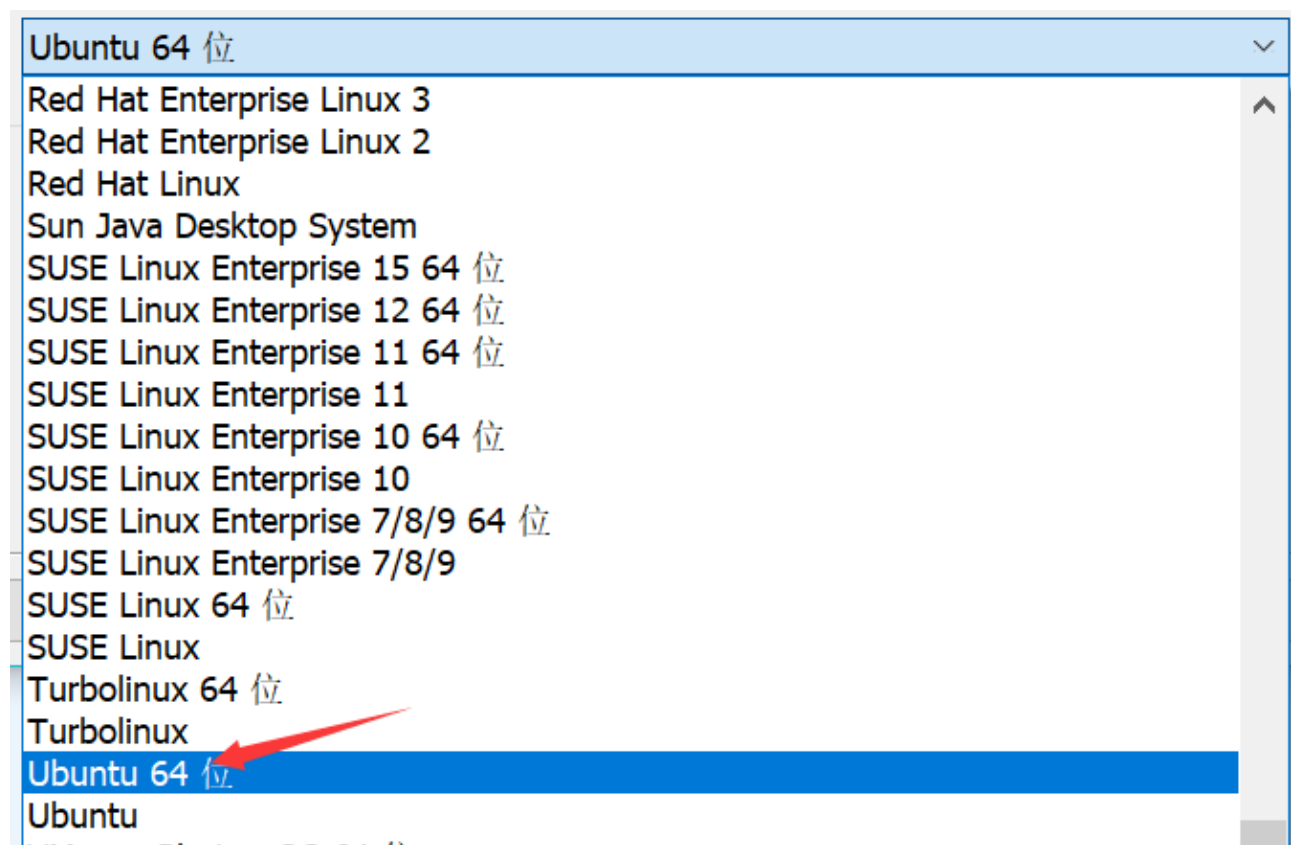 Ubuntu 64 位
Red Hat Enterprise Linux 3
Red Hat Enterprise Linux 2
Red Hat Linux
Sun Java Desktop System
SUSE Linux Enterprise 15 64 位
SUSE Linux Enterprise 12 64 位
SUSE Linux Enterprise 11 64 位
SUSE Linux Enterprise 11
SUSE Linux Enterprise 10 64 位
SUSE Linux Enterprise 10
SUSE Linux Enterprise 7/8/9 64 位
SUSE Linux Enterprise 7/8/9
SUSE Linux 64 位
SUSE Linux
Turbolinux 64 位
Turbolinux
Ubuntu 64 位
Ubuntu